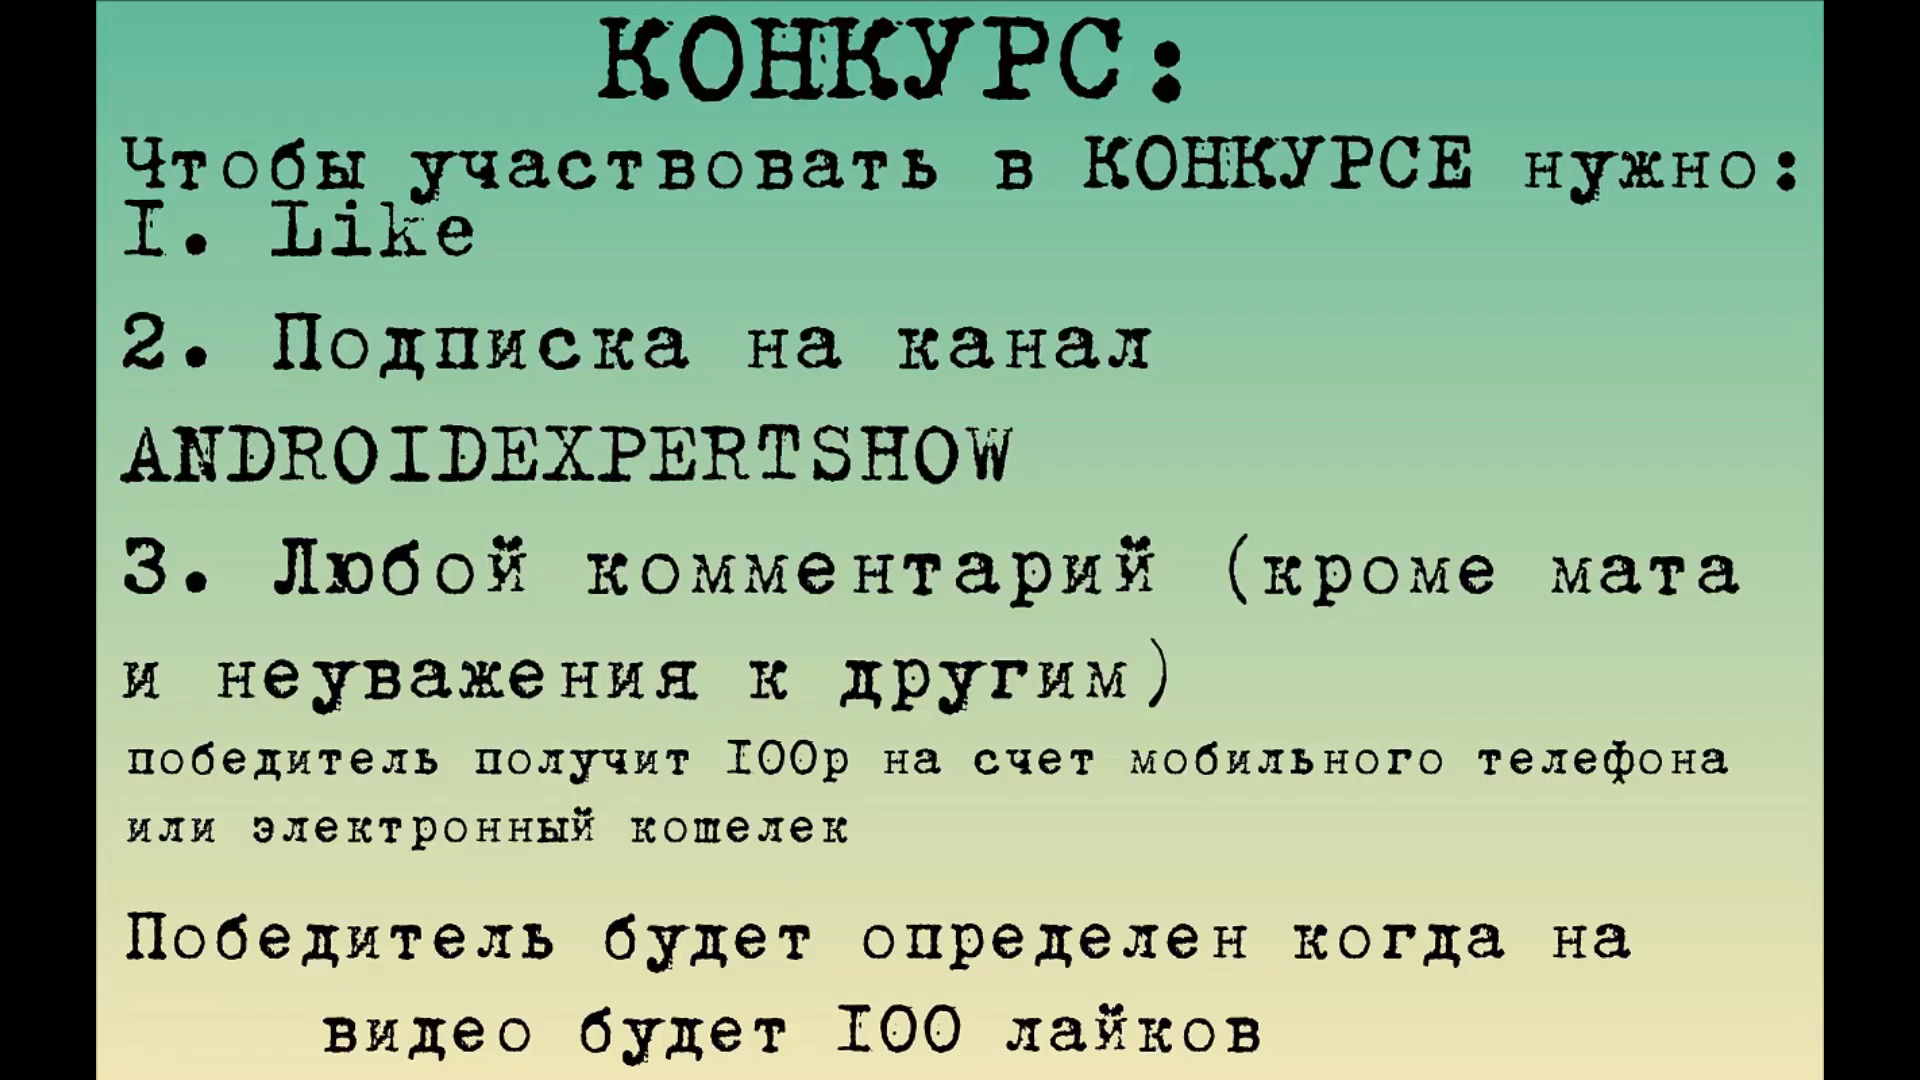 КОНКУРС:
Чтобы участвовать в КОНКУРСЕ нужно:
I. Like
2. Подписка на канал
ANDROIDEXPERTSHOW
3. Любой комментарий (кроме мата
и неуважения к другим)
победитель получит I00р на счет мобильного телефона
или электронный кошелек
Победитель будет определен когда на
видео будет I00 лайков